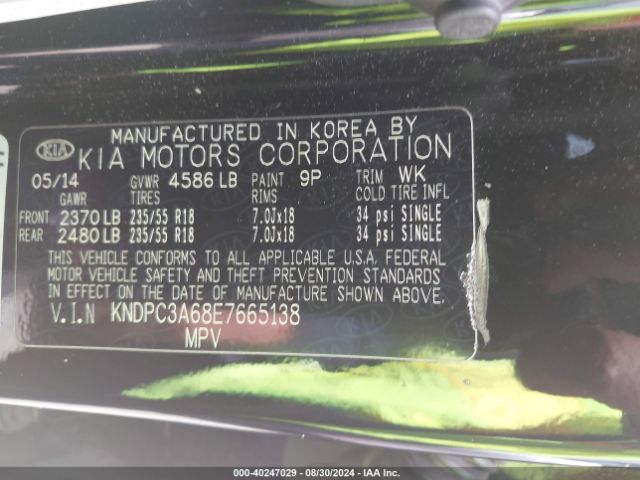 MANUFACTURED IN KOREA BY
KIA KIA MOTORS CORPORATION
05/14 GVWR 4586 LB PAINT 9P TRIM WK
GAWR TIRES RIMS COLD TIRE INFL
FRONT 2370 LB 235/55 R18 7.0Jx18 34 psi SINGLE
REAR 2480 LB 235/55 R18 7.0Jx18 34 psi SINGLE
THIS VEHICLE CONFORMS TO ALL APPLICABLE U.S.A. FEDERAL
MOTOR VEHICLE SAFETY AND THEFT PREVENTION STANDARDS
IN EFFECT ON THE DATE OF MANUFACTURE SHOWN ABOVE.
V.I.N KNDPC3A68E7665138
MPV
000-40247029 - 08/30/2024 - IAA Inc.